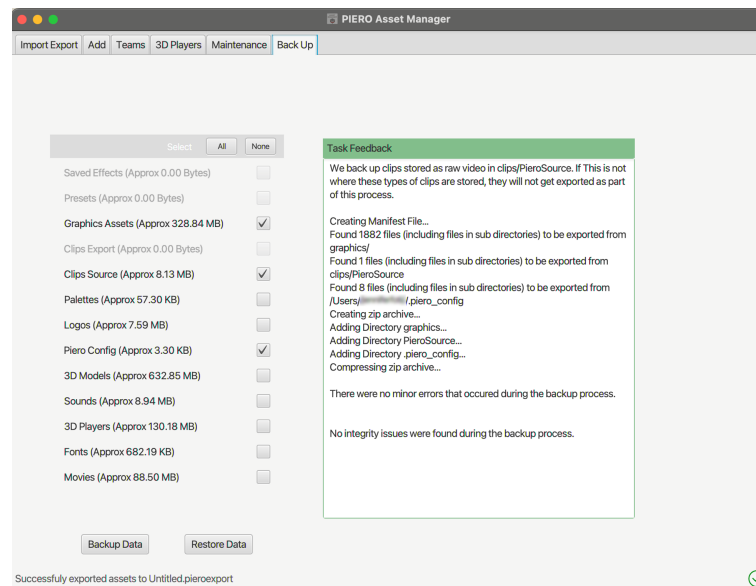 PIERO Asset Manager
Import Export Add Teams 3D Players Maintenance Back Up
Select All None
Saved Effects (Approx 0.00 Bytes)
Presets (Approx 0.00 Bytes)
Graphics Assets (Approx 328.84 MB)
Clips Export (Approx 0.00 Bytes)
Clips Source (Approx 8.13 MB)
Palettes (Approx 57.30 KB)
Logos (Approx 7.59 MB)
Piero Config (Approx 3.30 KB)
3D Models (Approx 632.85 MB)
Sounds (Approx 8.94 MB)
3D Players (Approx 130.18 MB)
Fonts (Approx 682.19 KB)
Movies (Approx 88.50 MB)
Backup Data Restore Data
Task Feedback
We back up clips stored as raw video in clips/PieroSource. If This is not
where these types of clips are stored, they will not get exported as part
of this process.
Creating Manifest File...
Found 1882 files (including files in sub directories) to be exported from
graphics/
Found 1 files (including files in sub directories) to be exported from
clips/PieroSource
Found 8 files (including files in sub directories) to be exported from
/Users/ /.piero_config
Creating zip archive...
Adding Directory graphics...
Adding Directory PieroSource...
Adding Directory .piero_config...
Compressing zip archive...
There were no minor errors that occured during the backup process.
No integrity issues were found during the backup process.
Successfuly exported assets to Untitled.pieroexport